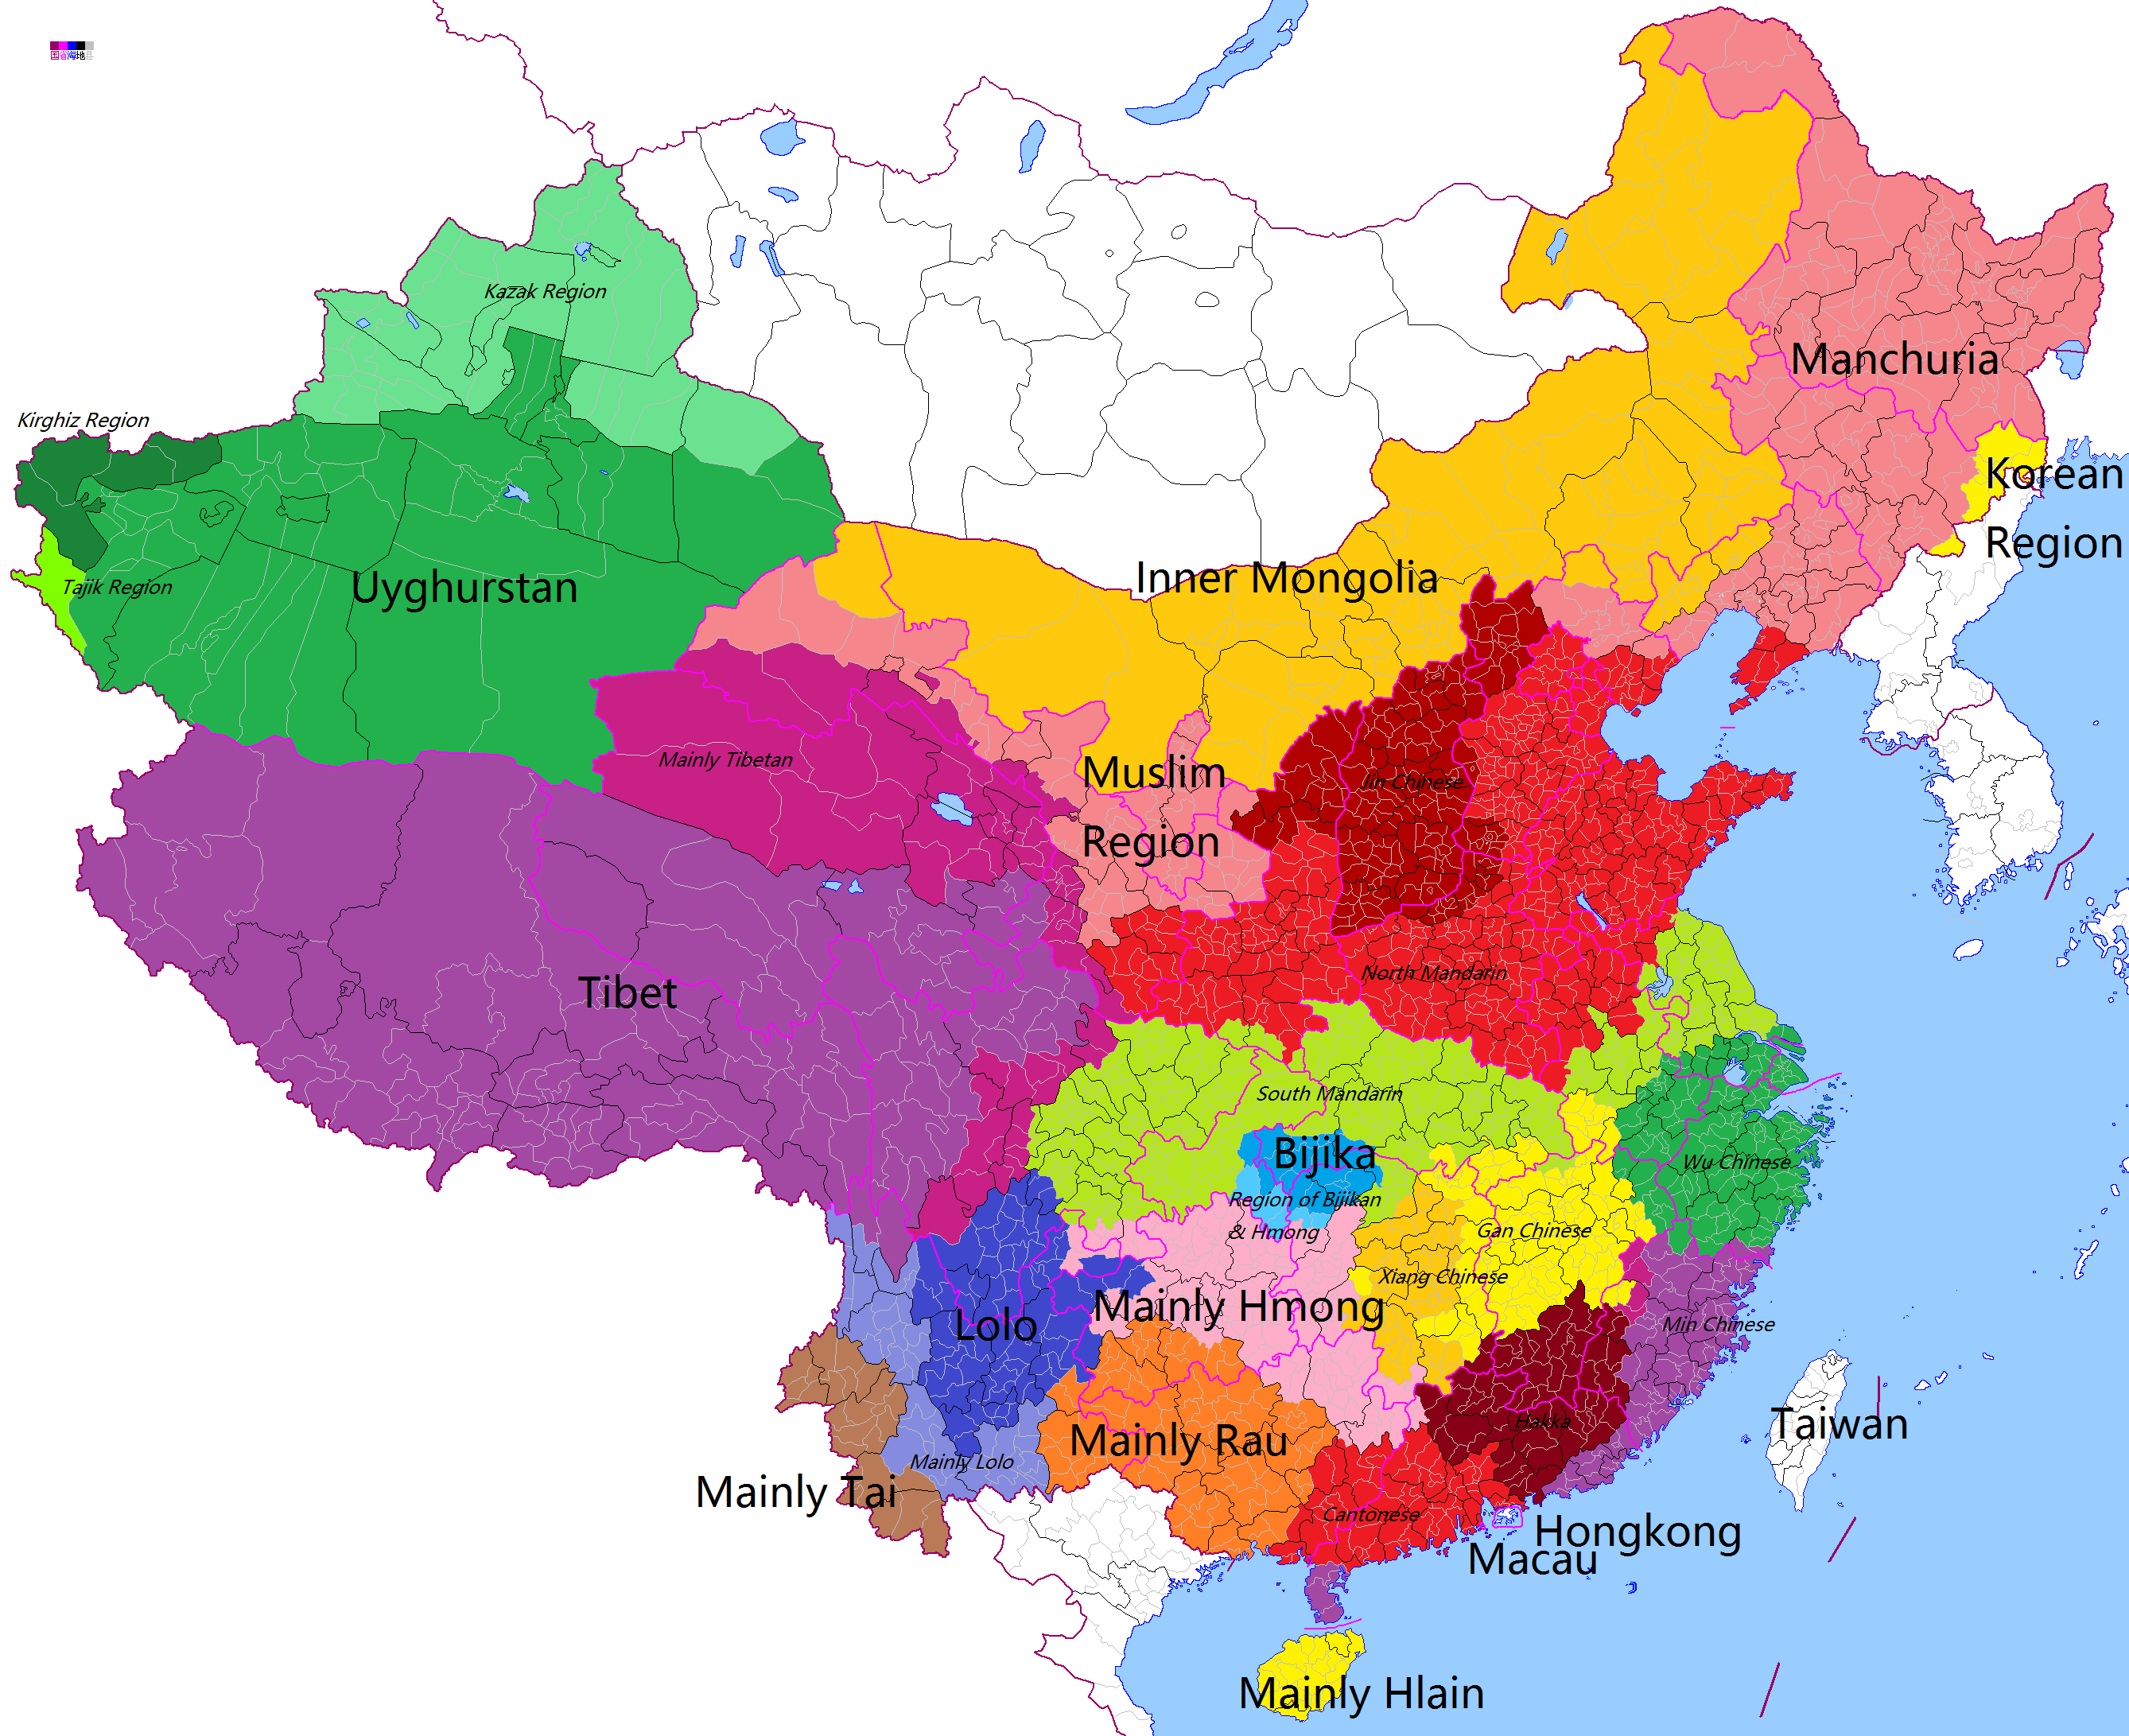 国省海地县
Kazak Region
Manchuria
Kirghiz Region
Korean
Region
Inner Mongolia
Tajik Region
Uyghurstan
Mainly Tibetan
Muslim
Region
Jin Chinese
North Mandarin
Tibet
South Mandarin
Bijika
Wu Chinese
Region of Bijikan
& Hmong
Gan Chinese
Xiang Chinese
Mainly Hmong
Lolo
Min Chinese
Hakka
Taiwan
Mainly Rau
Mainly Lolo
Mainly Tai
Cantonese
Hongkong
Macau
Mainly Hlain